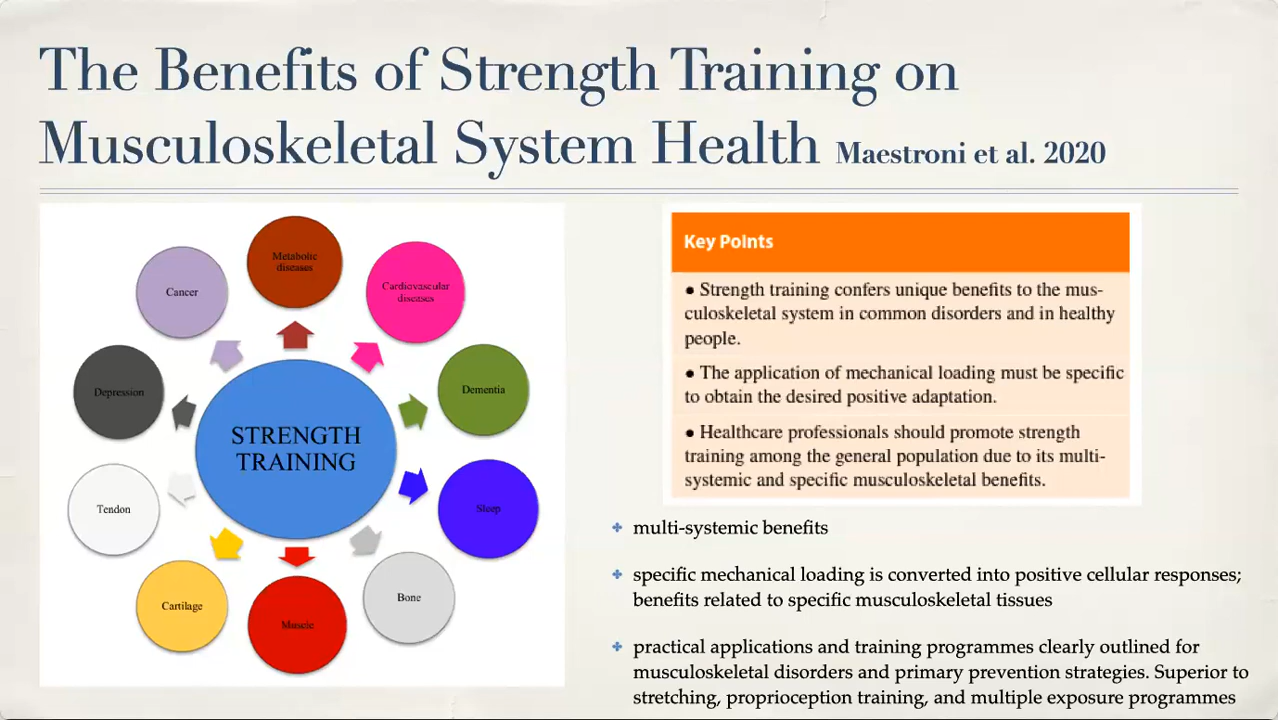 The Benefits of Strength Training on
Musculoskeletal System Health Maestroni et al. 2020
Metabolic
diseases
Cardiovascular
diseases
Dementia
Sleep
Bone
Muscle
Cartilage
Tendon
Depression
Cancer
STRENGTH
TRAINING
Key Points
• Strength training confers unique benefits to the mus-
culoskeletal system in common disorders and in healthy
people.
• The application of mechanical loading must be specific
to obtain the desired positive adaptation.
• Healthcare professionals should promote strength
training among the general population due to its multi-
systemic and specific musculoskeletal benefits.
multi-systemic benefits
specific mechanical loading is converted into positive cellular responses;
benefits related to specific musculoskeletal tissues
practical applications and training programmes clearly outlined for
musculoskeletal disorders and primary prevention strategies. Superior to
stretching, proprioception training, and multiple exposure programmes